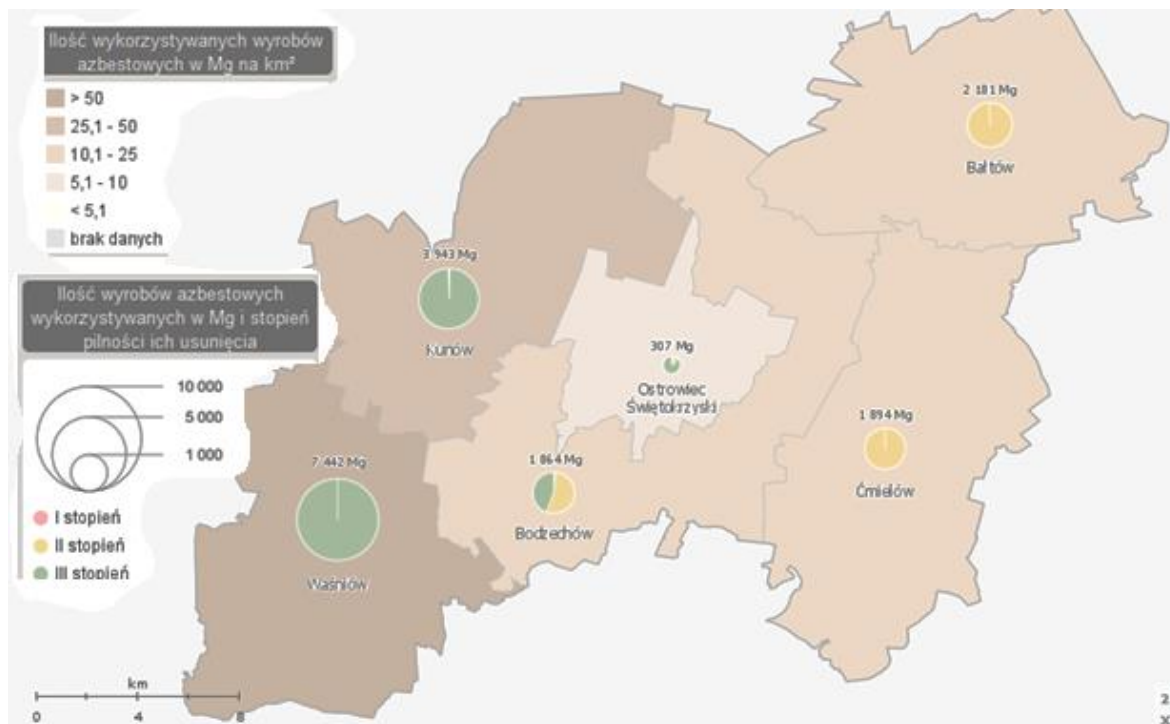 Ilość wykorzystywanych wyrobów
azbestowych w Mg na km²
> 50
25,1 - 50
10,1 - 25
5,1 - 10
< 5,1
brak danych
Ilość wyrobów azbestowych
wykorzystywanych w Mg i stopień
pilności ich usunięcia
10 000
5 000
1 000
I stopień
II stopień
III stopień
2 181 Mg
Bałtów
3 943 Mg
Kunów
307 Mg
Ostrowiec
Świętokrzyski
1 894 Mg
Ćmielów
1 864 Mg
Bodzechów
7 442 Mg
Waśniów
km
0 4 8
2